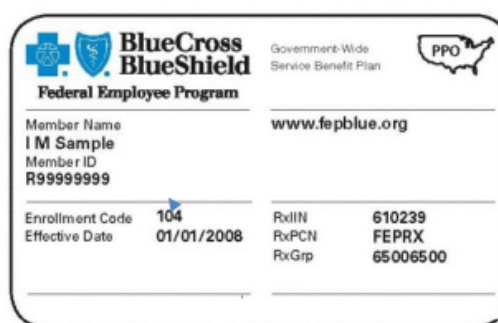 BlueCross
BlueShield
Federal Employee Program
Government-Wide
Service Benefit Plan
PPO
Member Name
I M Sample
Member ID
R99999999
www.fepblue.org
Enrollment Code 104
Effective Date 01/01/2008
RxIIN 610239
RxPCN FEPRX
RxGrp 65006500